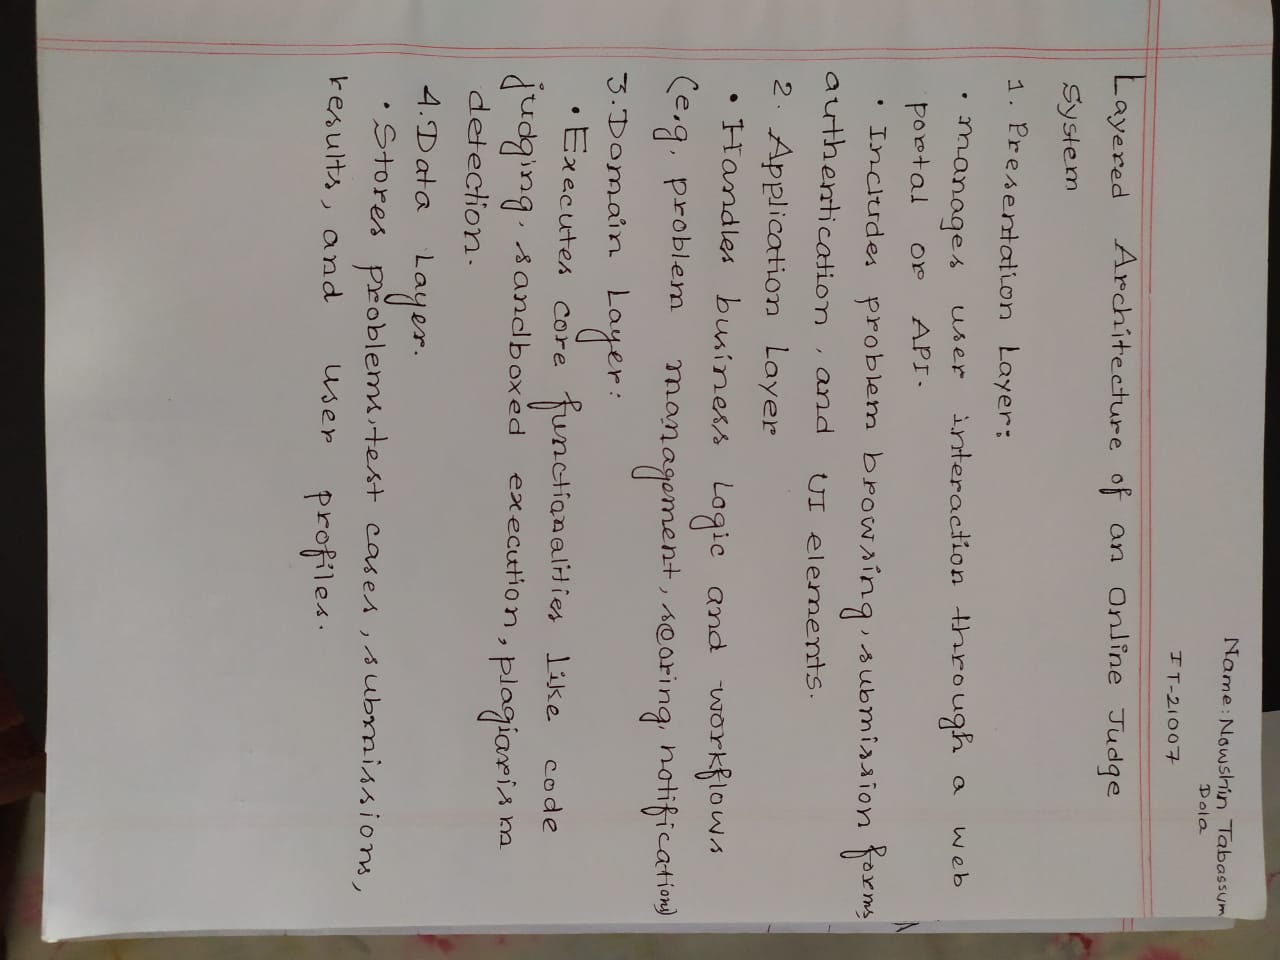 Name: Nowshin Tabassum
Dola
IT-21007
Layered Architecture of an Online Judge
System
1. Presentation Layer:
• manages user interaction through a web
portal or API.
• Includes problem browsing, submission forms,
authentication, and UI elements.
2. Application Layer
• Handles business Logic and workflows
(e.g, problem management, scoring, notifications)
3. Domain Layer:
• Executes core functionalities like code
judging, sandboxed execution, plagiarism
detection.
4. Data Layer.
• Stores problems, test cases, submissions,
results, and user profiles.